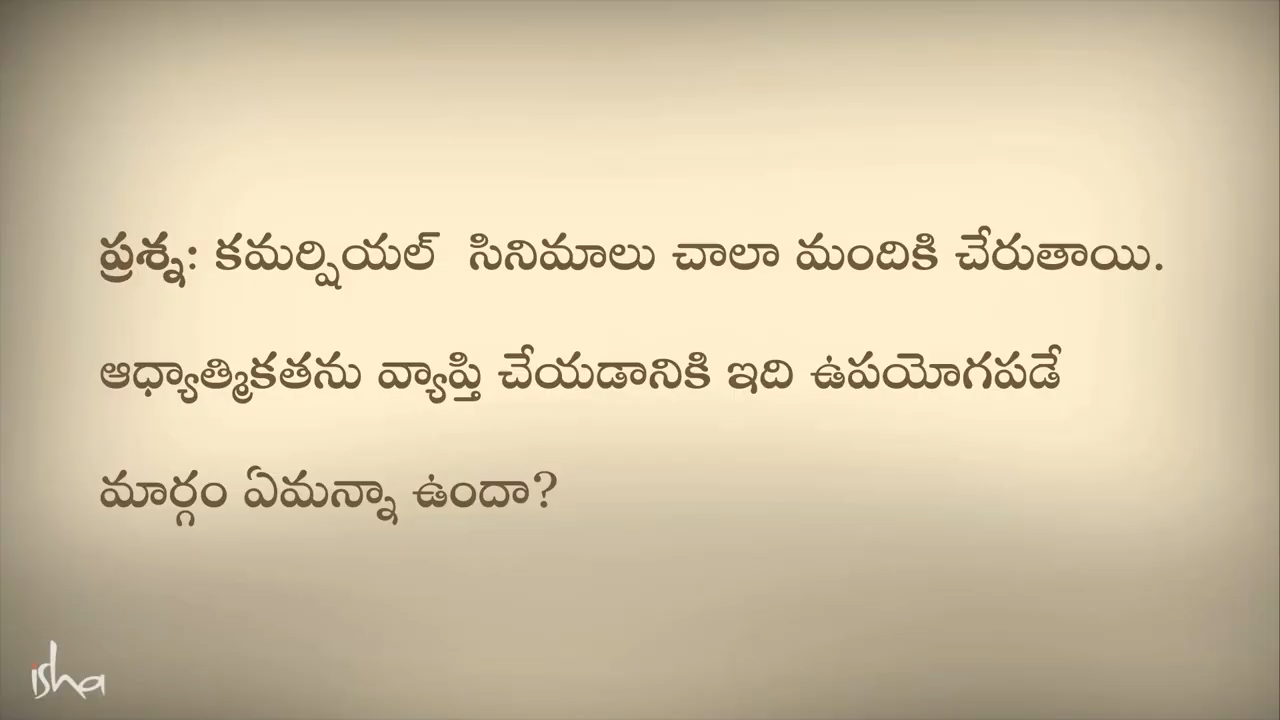 ప్రశ్న: కమర్షియల్  సినిమాలు చాలా మందికి చేరుతాయి.
ఆధ్యాత్మికతను వ్యాప్తి చేయడానికి ఇది ఉపయోగపడే
మార్గం ఏమన్నా ఉందా?
isha